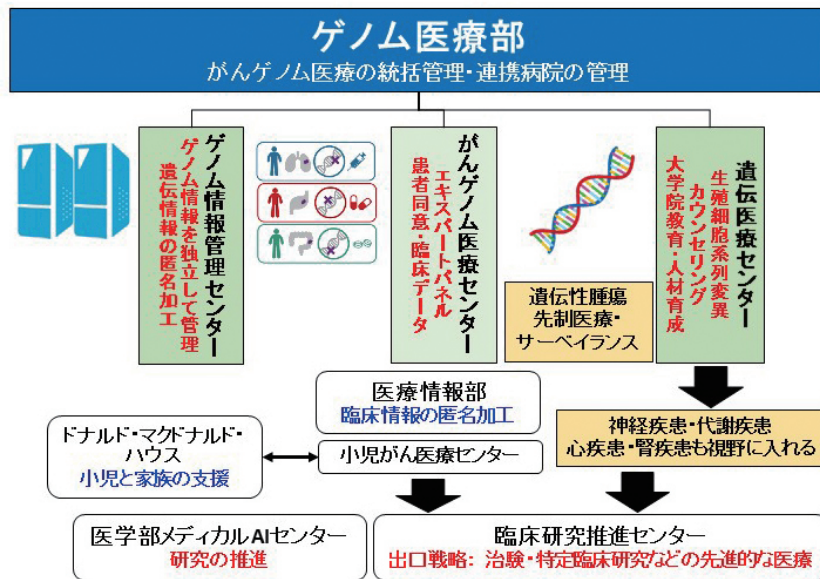 ゲノム医療部
がんゲノム医療の統括管理・連携病院の管理
ゲノム情報管理センター
ゲノム情報を独立して管理
遺伝情報の匿名加工
がんゲノム医療センター
エキスパートパネル
患者同意・臨床データ
遺伝医療センター
生殖細胞系列変異
カウンセリング
大学院教育・人材育成
遺伝性腫瘍
先制医療・
サーベイランス
医療情報部
臨床情報の匿名加工
神経疾患・代謝疾患
心疾患・腎疾患も視野に入れる
ドナルド・マクドナルド・
ハウス
小児と家族の支援
小児がん医療センター
医学部メディカルAIセンター
研究の推進
臨床研究推進センター
出口戦略: 治験・特定臨床研究などの先進的な医療